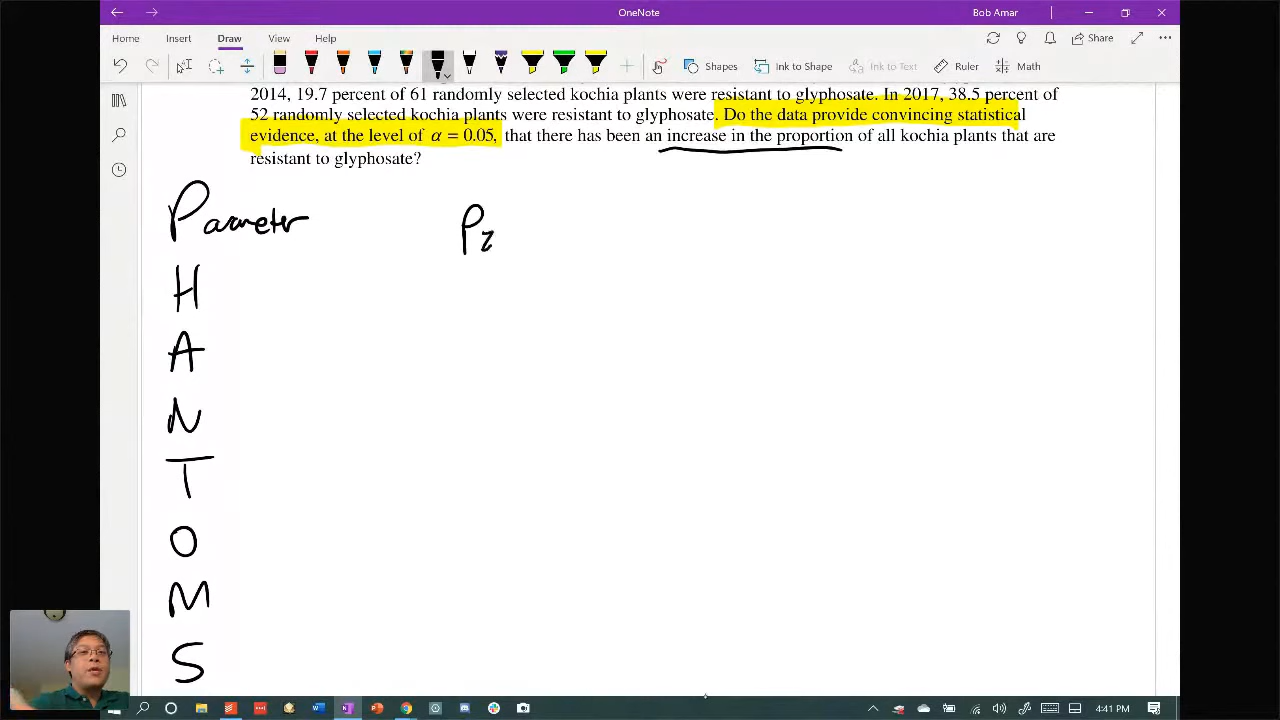 OneNote
Bob Amar
Home Insert Draw View Help
Share
Shapes Ink to Shape Ink to Text Ruler Math
2014, 19.7 percent of 61 randomly selected kochia plants were resistant to glyphosate. In 2017, 38.5 percent of
52 randomly selected kochia plants were resistant to glyphosate. Do the data provide convincing statistical
evidence, at the level of α = 0.05, that there has been an increase in the proportion of all kochia plants that are
resistant to glyphosate?
Parameter P2
H
A
N
T
O
M
S
4:41 PM